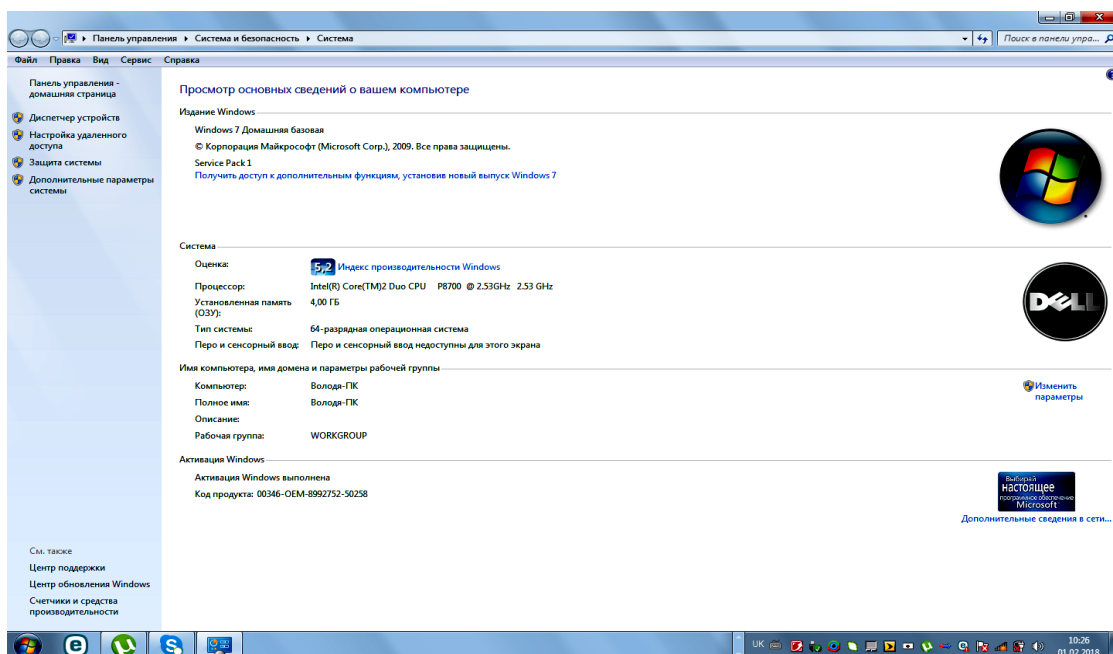 Панель управления ▸ Система и безопасность ▸ Система
Поиск в панели упра...
Файл Правка Вид Сервис Справка
Панель управления -
домашняя страница
Диспетчер устройств
Настройка удаленного
доступа
Защита системы
Дополнительные параметры
системы
Просмотр основных сведений о вашем компьютере
Издание Windows
Windows 7 Домашняя базовая
© Корпорация Майкрософт (Microsoft Corp.), 2009. Все права защищены.
Service Pack 1
Получить доступ к дополнительным функциям, установив новый выпуск Windows 7
Система
Оценка: 5,2 Индекс производительности Windows
Процессор: Intel(R) Core(TM)2 Duo CPU P8700 @ 2.53GHz 2.53 GHz
Установленная память 4,00 ГБ
(ОЗУ):
Тип системы: 64-разрядная операционная система
Перо и сенсорный ввод: Перо и сенсорный ввод недоступны для этого экрана
DELL
Имя компьютера, имя домена и параметры рабочей группы
Компьютер: Володя-ПК
Изменить
параметры
Полное имя: Володя-ПК
Описание:
Рабочая группа: WORKGROUP
Активация Windows
Активация Windows выполнена
Код продукта: 00346-OEM-8992752-50258
Выбирай
настоящее
программное обеспечение
Microsoft
Дополнительные сведения в сети...
См. также
Центр поддержки
Центр обновления Windows
Счетчики и средства
производительности
UK
10:26
01.02.2018